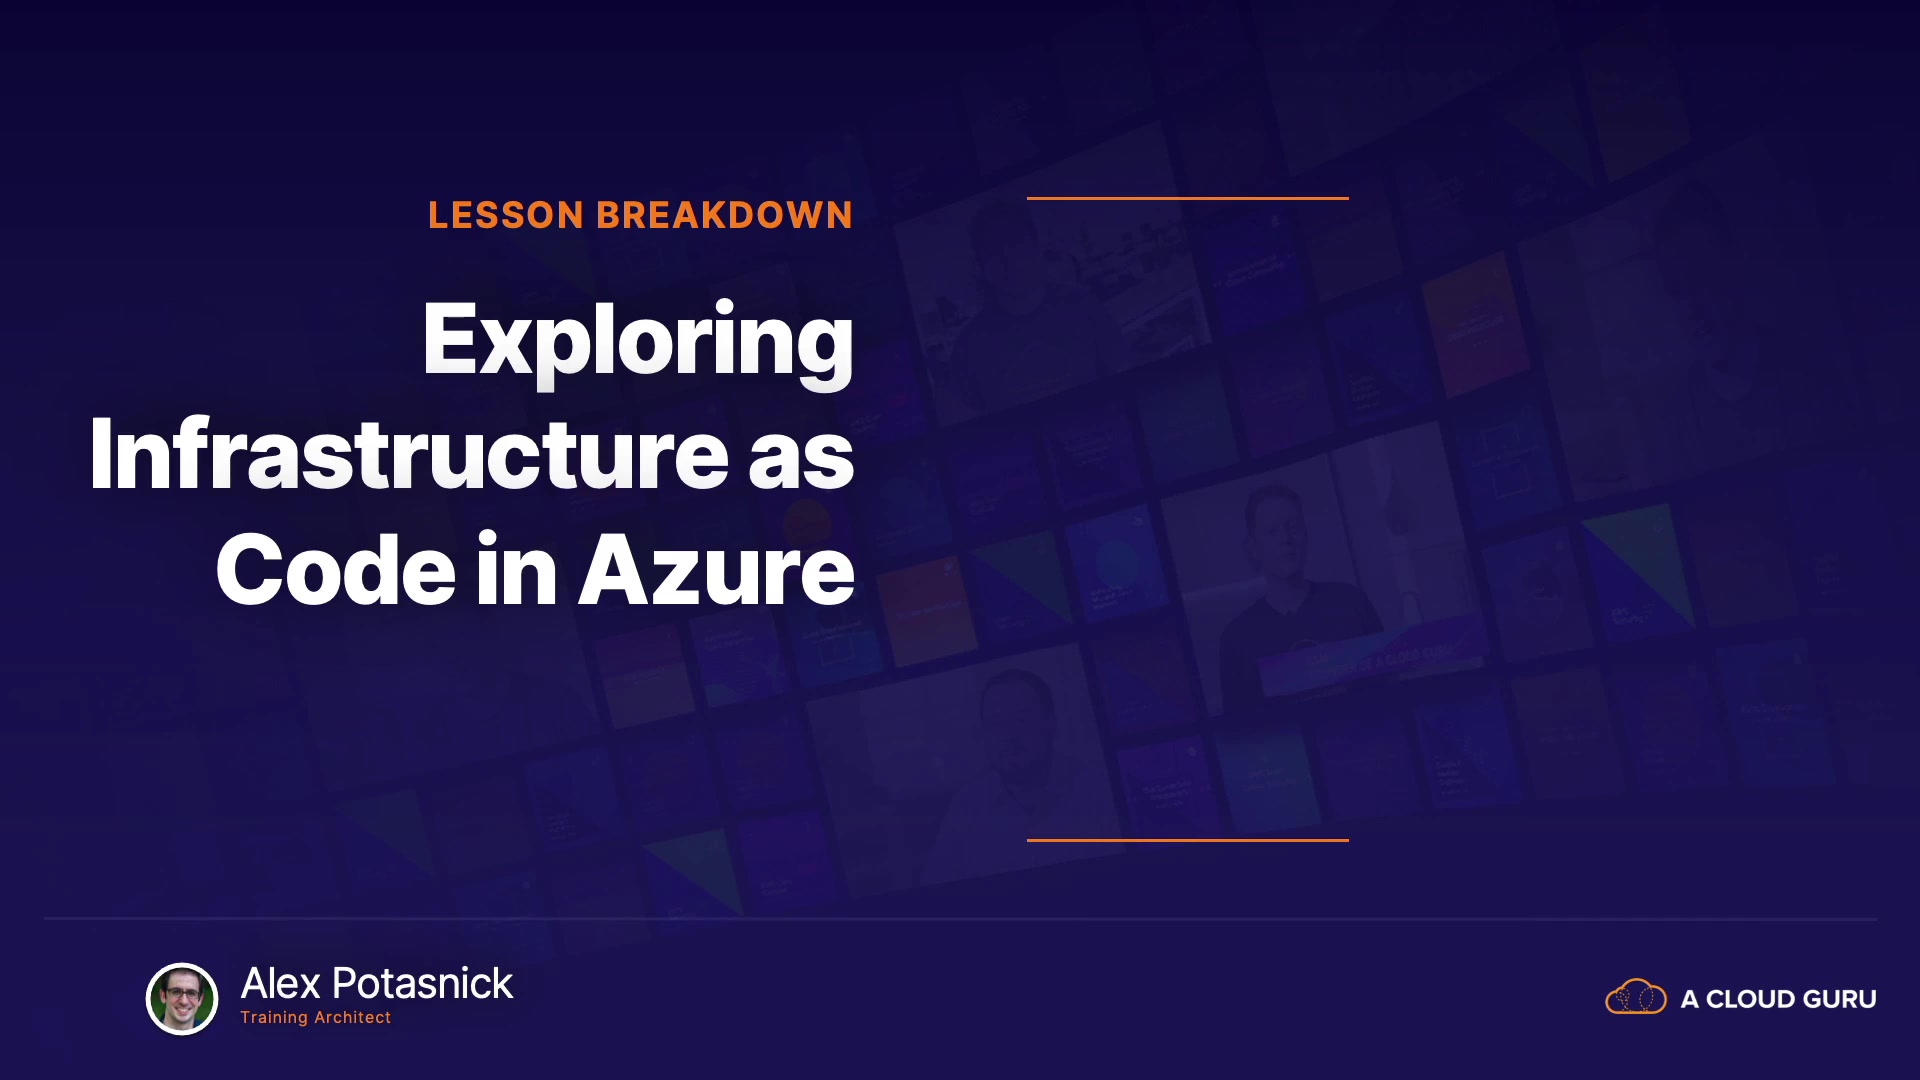 LESSON BREAKDOWN
Exploring
Infrastructure as
Code in Azure
Alex Potasnick
Training Architect
A CLOUD GURU